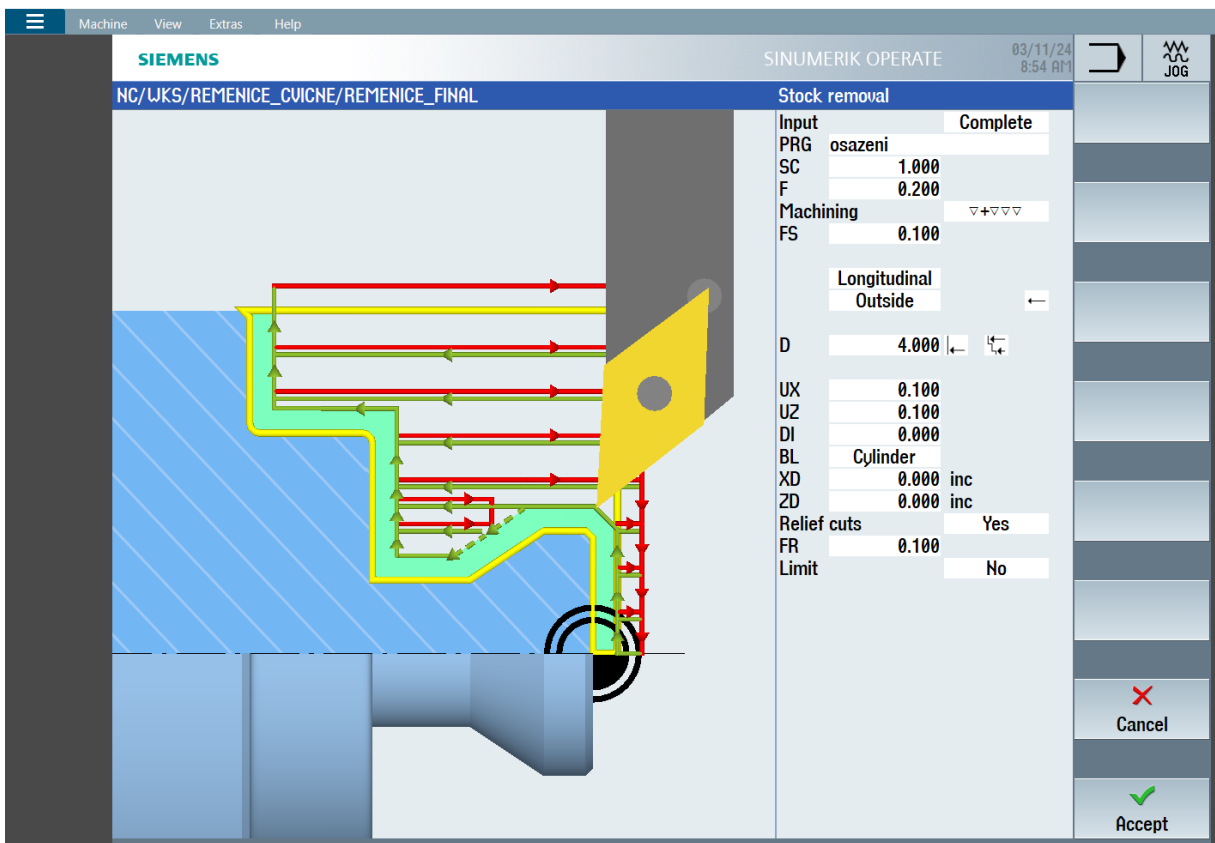 Machine View Extras Help
SIEMENS
SINUMERIK OPERATE
03/11/24
8:54 AM
JOG
NC/WKS/REMENICE_CVICNE/REMENICE_FINAL
Stock removal
Input Complete
PRG osazeni
SC 1.000
F 0.200
Machining ▽+▽▽▽
FS 0.100
Longitudinal
Outside ←
D 4.000
UX 0.100
UZ 0.100
DI 0.000
BL Cylinder
XD 0.000 inc
ZD 0.000 inc
Relief cuts Yes
FR 0.100
Limit No
Cancel
Accept